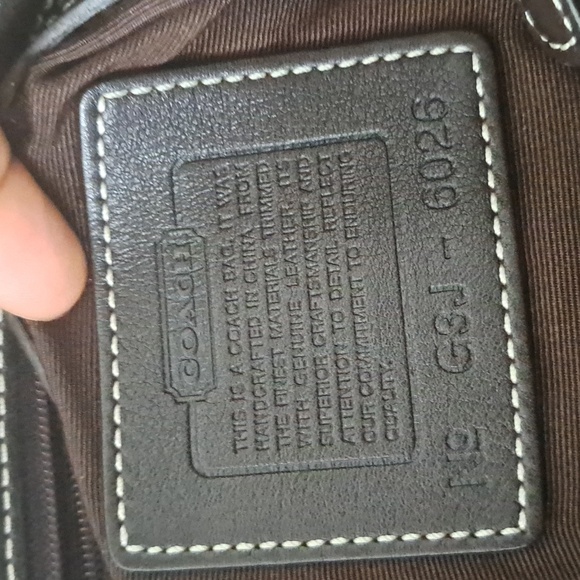 COACH
THIS IS A COACH BAG. IT WAS
HANDCRAFTED IN CHINA FROM
THE FINEST MATERIALS TRIMMED
WITH GENUINE LEATHER. ITS
SUPERIOR CRAFTSMANSHIP AND
ATTENTION TO DETAIL REFLECT
OUR COMMITMENT TO ENDURING
QUALITY.
No G3J - 6026